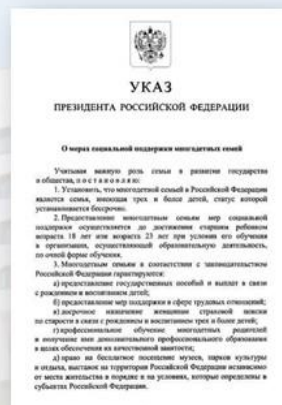 УКАЗ
ПРЕЗИДЕНТА РОССИЙСКОЙ ФЕДЕРАЦИИ
О мерах социальной поддержки многодетных семей
Учитывая важную роль семьи в развитии государства
и общества, п о с т а н о в л я ю:
1. Установить, что многодетной семьей в Российской Федерации
является семья, имеющая трех и более детей, статус которой
устанавливается бессрочно.
2. Предоставление многодетным семьям мер социальной
поддержки осуществляется до достижения старшим ребенком
возраста 18 лет или возраста 23 лет при условии его обучения
в организации, осуществляющей образовательную деятельность,
по очной форме обучения.
3. Многодетным семьям в соответствии с законодательством
Российской Федерации гарантируются:
а) предоставление государственных пособий и выплат в связи
с рождением и воспитанием детей;
б) предоставление мер поддержки в сфере трудовых отношений;
в) досрочное назначение женщинам страховой пенсии
по старости в связи с рождением и воспитанием трех и более детей;
г) профессиональное обучение многодетных родителей
и получение ими дополнительного профессионального образования
в целях обеспечения их качественной занятости;
д) право на бесплатное посещение музеев, парков культуры
и отдыха, выставок на территории Российской Федерации независимо
от места жительства в порядке и на условиях, которые определены в
субъектах Российской Федерации.